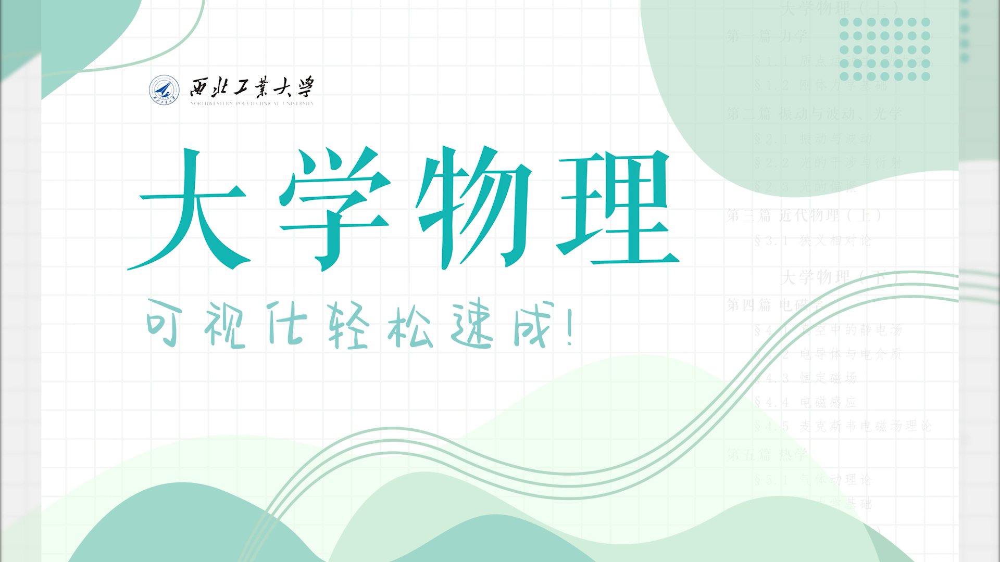 西北工业大学
NORTHWESTERN POLYTECHNICAL UNIVERSITY
大学物理
可视化轻松速成!
大学物理(上)
第一篇 力学
§1.1 质点运
§1.2 刚体力学基础
第二篇 振动与波动、光学
§2.1 振动与波动
§2.2 光的干涉与衍射
§2.3 光的偏振
第三篇 近代物理(上)
§3.1 狭义相对论
大学物理(下)
第四篇 电磁学
§4.1 真空中的静电场
§4.2 电导体与电介质
§4.3 恒定磁场
§4.4 电磁感应
§4.5 麦克斯韦电磁场理论
第五篇 热学
§5.1 气体动理论
基础